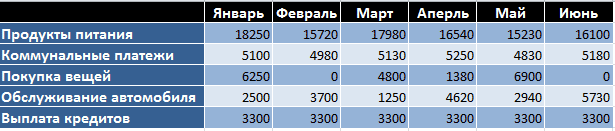 Январь Февраль Март Аперль Май Июнь
Продукты питания 18250 15720 17980 16540 15230 16100
Коммунальные платежи 5100 4980 5130 5250 4830 5180
Покупка вещей 6250 0 4800 1380 6900 0
Обслуживание автомобиля 2500 3700 1250 4620 2940 5730
Выплата кредитов 3300 3300 3300 3300 3300 3300